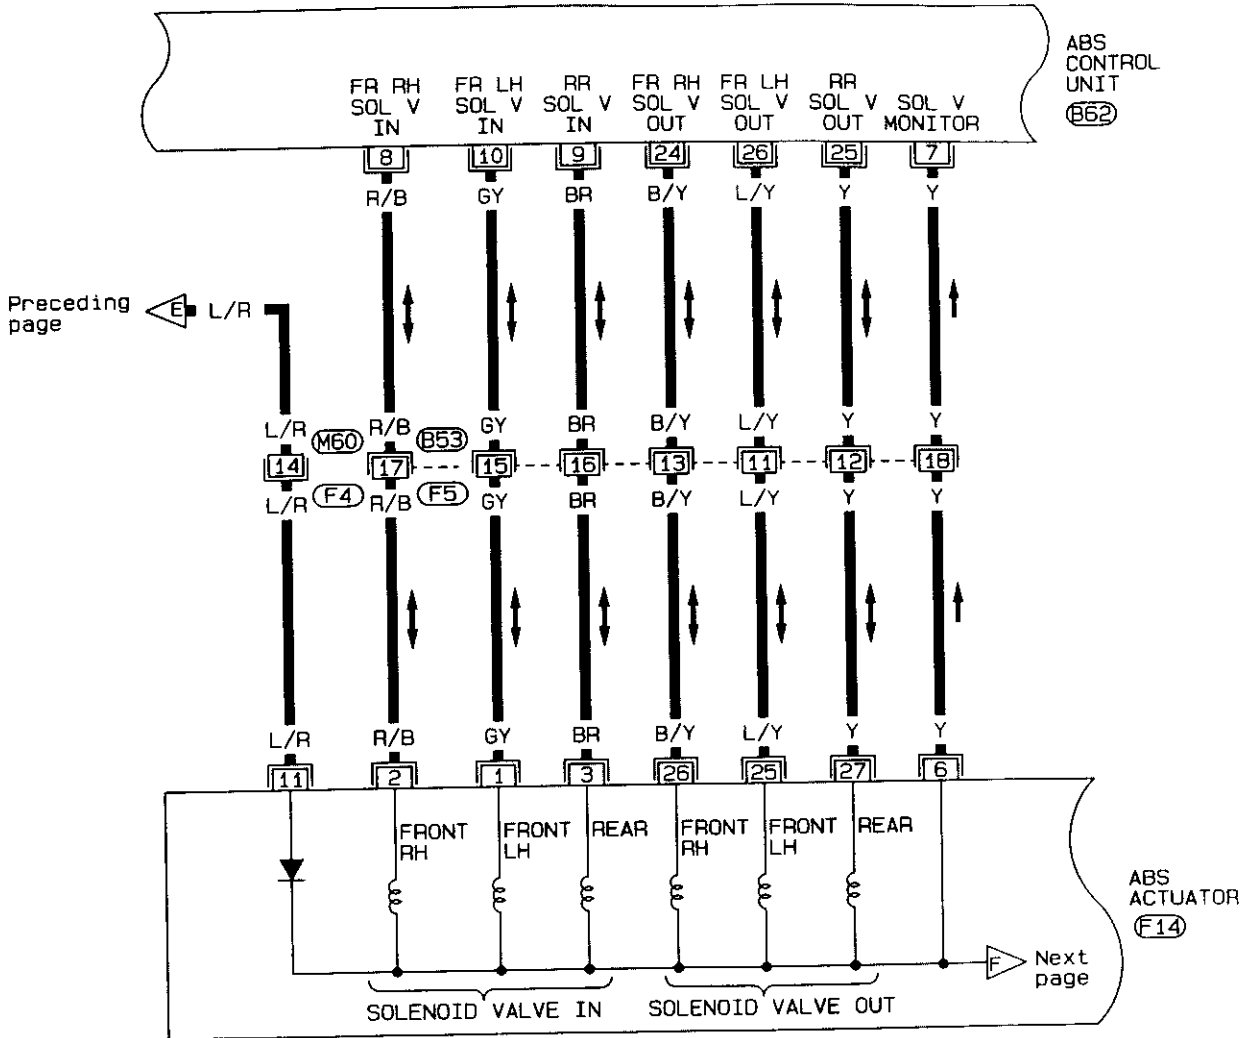 ABS
CONTROL
UNIT
B62
FR RH
SOL V
IN
FR LH
SOL V
IN
RR
SOL V
IN
FR RH
SOL V
OUT
FR LH
SOL V
OUT
RR
SOL V
OUT
SOL V
MONITOR
8 10 9 24 26 25 7
R/B GY BR B/Y L/Y Y Y
Preceding
page
E L/R
L/R M60 R/B B53 GY BR B/Y L/Y Y Y
14 17 15 16 13 11 12 18
L/R F4 R/B F5 GY BR B/Y L/Y Y Y
L/R R/B GY BR B/Y L/Y Y Y
11 2 1 3 26 25 27 6
FRONT
RH
FRONT
LH
REAR
FRONT
RH
FRONT
LH
REAR
ABS
ACTUATOR
F14
F Next
page
SOLENOID VALVE IN SOLENOID VALVE OUT